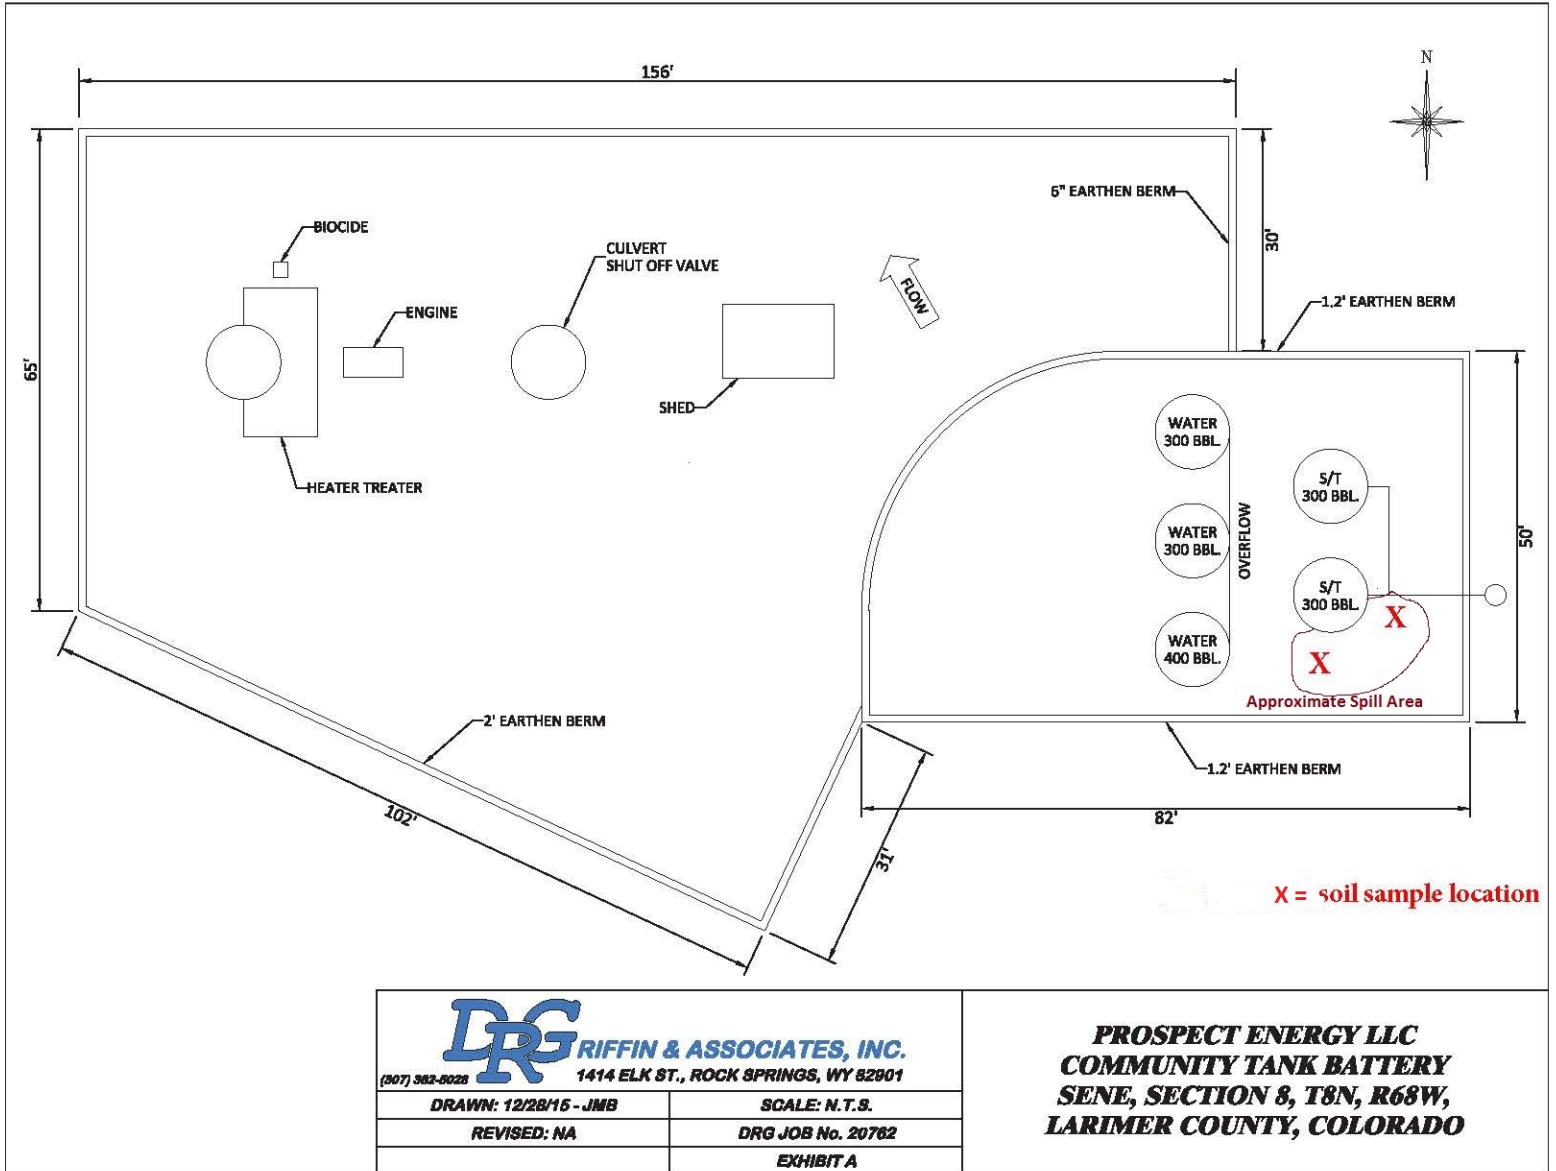 156'
N
6" EARTHEN BERM
30'
BIOCIDE
CULVERT
SHUT OFF VALVE
FLOW
1.2' EARTHEN BERM
ENGINE
65'
SHED
WATER
300 BBL.
S/T
300 BBL.
HEATER TREATER
OVERFLOW
WATER
300 BBL.
50'
S/T
300 BBL.
X
WATER
400 BBL.
X
Approximate Spill Area
2' EARTHEN BERM
1.2' EARTHEN BERM
102'
82'
31'
X = soil sample location
DRG
RIFFIN & ASSOCIATES, INC.
(307) 362-5028
1414 ELK ST., ROCK SPRINGS, WY 82901
DRAWN: 12/28/15 - JMB
SCALE: N.T.S.
REVISED: NA
DRG JOB No. 20762
EXHIBIT A
PROSPECT ENERGY LLC
COMMUNITY TANK BATTERY
SENE, SECTION 8, T8N, R68W,
LARIMER COUNTY, COLORADO